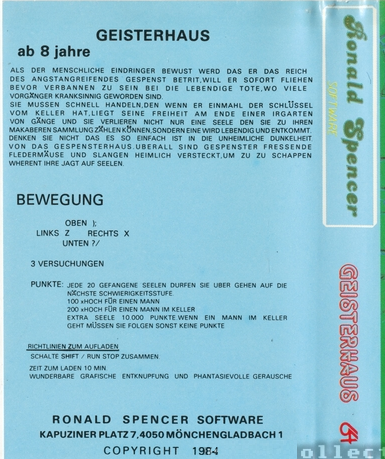 GEISTERHAUS
ab 8 jahre
ALS DER MENSCHLICHE EINDRINGER BEWUST WERD DAS ER DAS REICH
DES ANGSTANGREIFENDES GESPENST BETRIT,WILL ER SOFORT FLIEHEN
BEVOR VERBANNEN ZU SEIN BEI DIE LEBENDIGE TOTE,WO VIELE
VORGÄNGER KRANKSINNIG GEWORDEN SIND.
SIE MUSSEN SCHNELL HANDELN,DEN WENN ER EINMAHL DER SCHLÜSSEL
VOM KELLER HAT,LIEGT SEINE FREIHEIT AM ENDE EINER IRGARTEN
VON GÄNGE UND SIE VERLIEREN NICHT NUR EINE SEELE DEN SIE ZU IHREN
MAKABEREN SAMMLUNG ZÄHLEN KÖNNEN,SONDERN EINE WIRD LEBENDIG UND ENTKOMMT.
DENKEN SIE NICHT DAS ES SO EINFACH IST IN DIE UNHEIMLICHE DUNKELHEIT
VON DAS GESPENSTERHAUS.UBERALL SIND GESPENSTER FRESSENDE
FLEDERMÄUSE UND SLANGEN HEIMLICH VERSTECKT,UM ZU ZU SCHAPPEN
WHERENT IHRE JAGT AUF SEELEN.
BEWEGUNG
OBEN );
LINKS Z RECHTS X
UNTEN ?/
3 VERSUCHUNGEN
PUNKTE: JEDE 20 GEFANGENE SEELEN DURFEN SIE UBER GEHEN AUF DIE
NÄCHSTE SCHWIERIGKEITSSTUFE
100 xHOCH FÜR EINEN MANN
200 xHOCH FÜR EINEN MANN IM KELLER
EXTRA SEELE 10.000 PUNKTE.WENN EIN MANN IM KELLER
GEHT MÜSSEN SIE FOLGEN SONST KEINE PUNKTE
RICHTLINIEN ZUM AUFLADEN
SCHALTE SHIFT / RUN STOP ZUSAMMEN
ZEIT ZUM LADEN 10 MIN
WUNDERBARE GRAFISCHE ENTKNUPFUNG UND PHANTASIEVOLLE GERAUSCHE
RONALD SPENCER SOFTWARE
KAPUZINER PLATZ 7,4050 MÖNCHENGLADBACH 1
COPYRIGHT 1984
Ronald Spencer
SOFTWARE
GEISTERHAUS 64
ollect